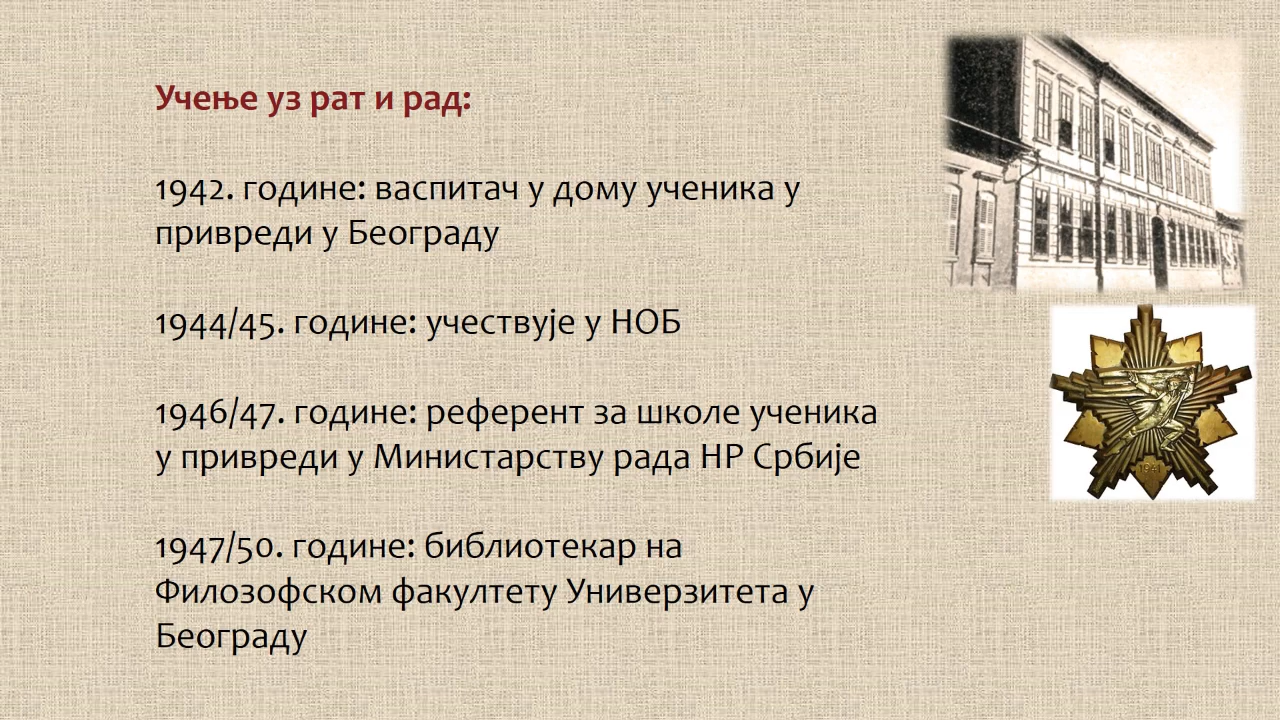 Учење уз рат и рад:
1942. године: васпитач у дому ученика у
привреди у Београду
1944/45. године: учествује у НОБ
1946/47. године: референт за школе ученика
у привреди у Министарству рада НР Србије
1947/50. године: библиотекар на
Филозофском факултету Универзитета у
Београду
1941